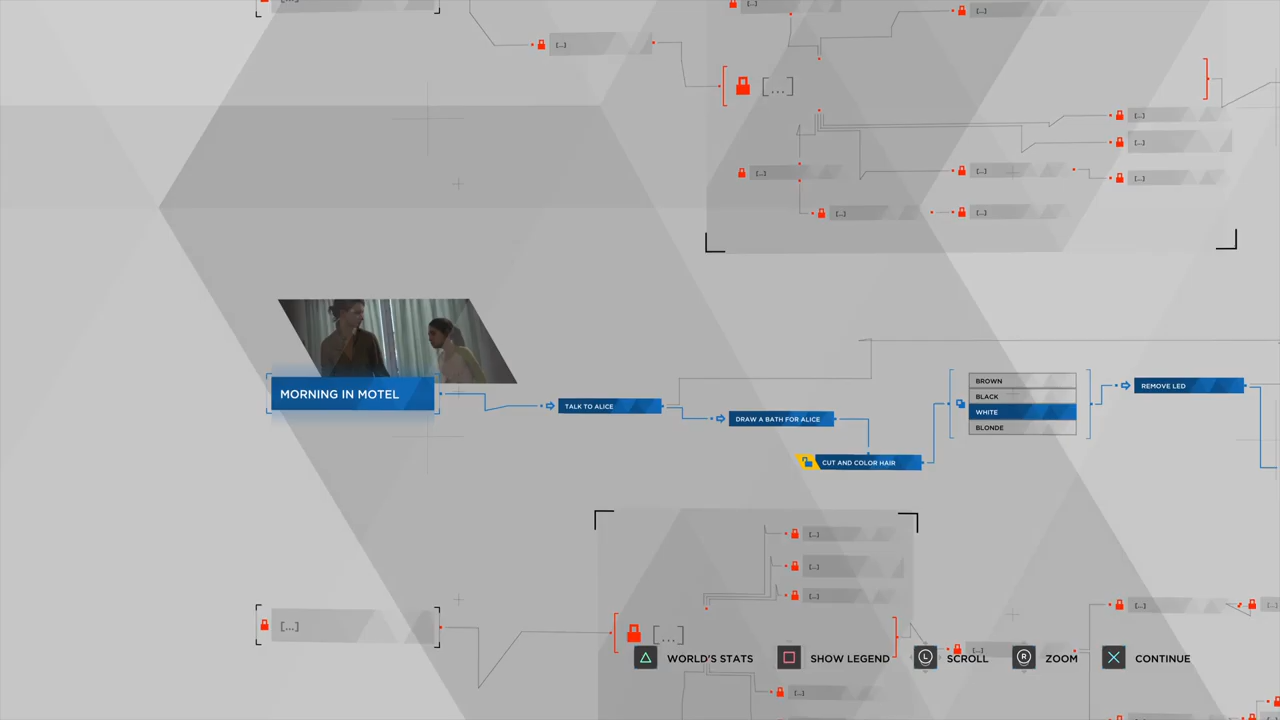 [...]
[...]
[...]
[...]
[...]
[...]
[...]
[...]
[...]
[...]
[...]
[...]
[...]
MORNING IN MOTEL
TALK TO ALICE
DRAW A BATH FOR ALICE
CUT AND COLOR HAIR
BROWN
BLACK
WHITE
BLONDE
REMOVE LED
[...]
[...]
[...]
[...]
[...]
[...]
[...]
WORLD'S STATS
SHOW LEGEND
L
SCROLL
R
ZOOM
CONTINUE
[...]